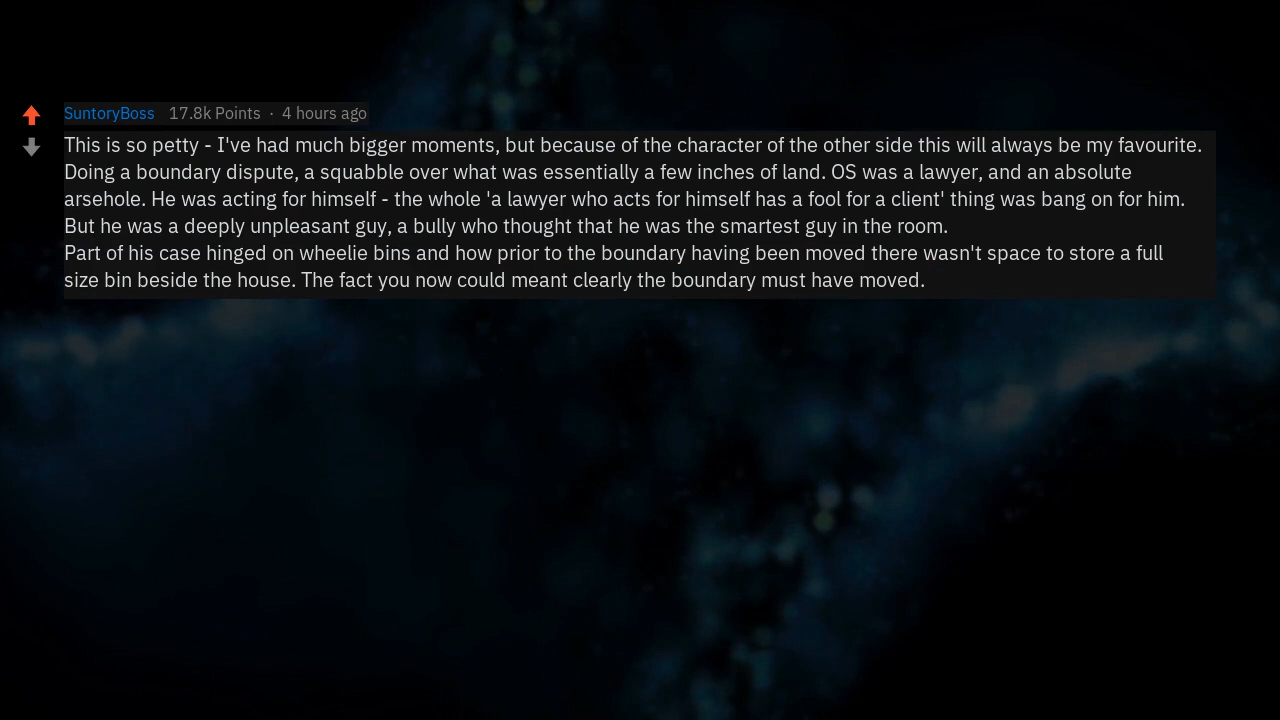 SuntoryBoss 17.8k Points · 4 hours ago
This is so petty - I've had much bigger moments, but because of the character of the other side this will always be my favourite.
Doing a boundary dispute, a squabble over what was essentially a few inches of land. OS was a lawyer, and an absolute
arsehole. He was acting for himself - the whole 'a lawyer who acts for himself has a fool for a client' thing was bang on for him.
But he was a deeply unpleasant guy, a bully who thought that he was the smartest guy in the room.
Part of his case hinged on wheelie bins and how prior to the boundary having been moved there wasn't space to store a full
size bin beside the house. The fact you now could meant clearly the boundary must have moved.